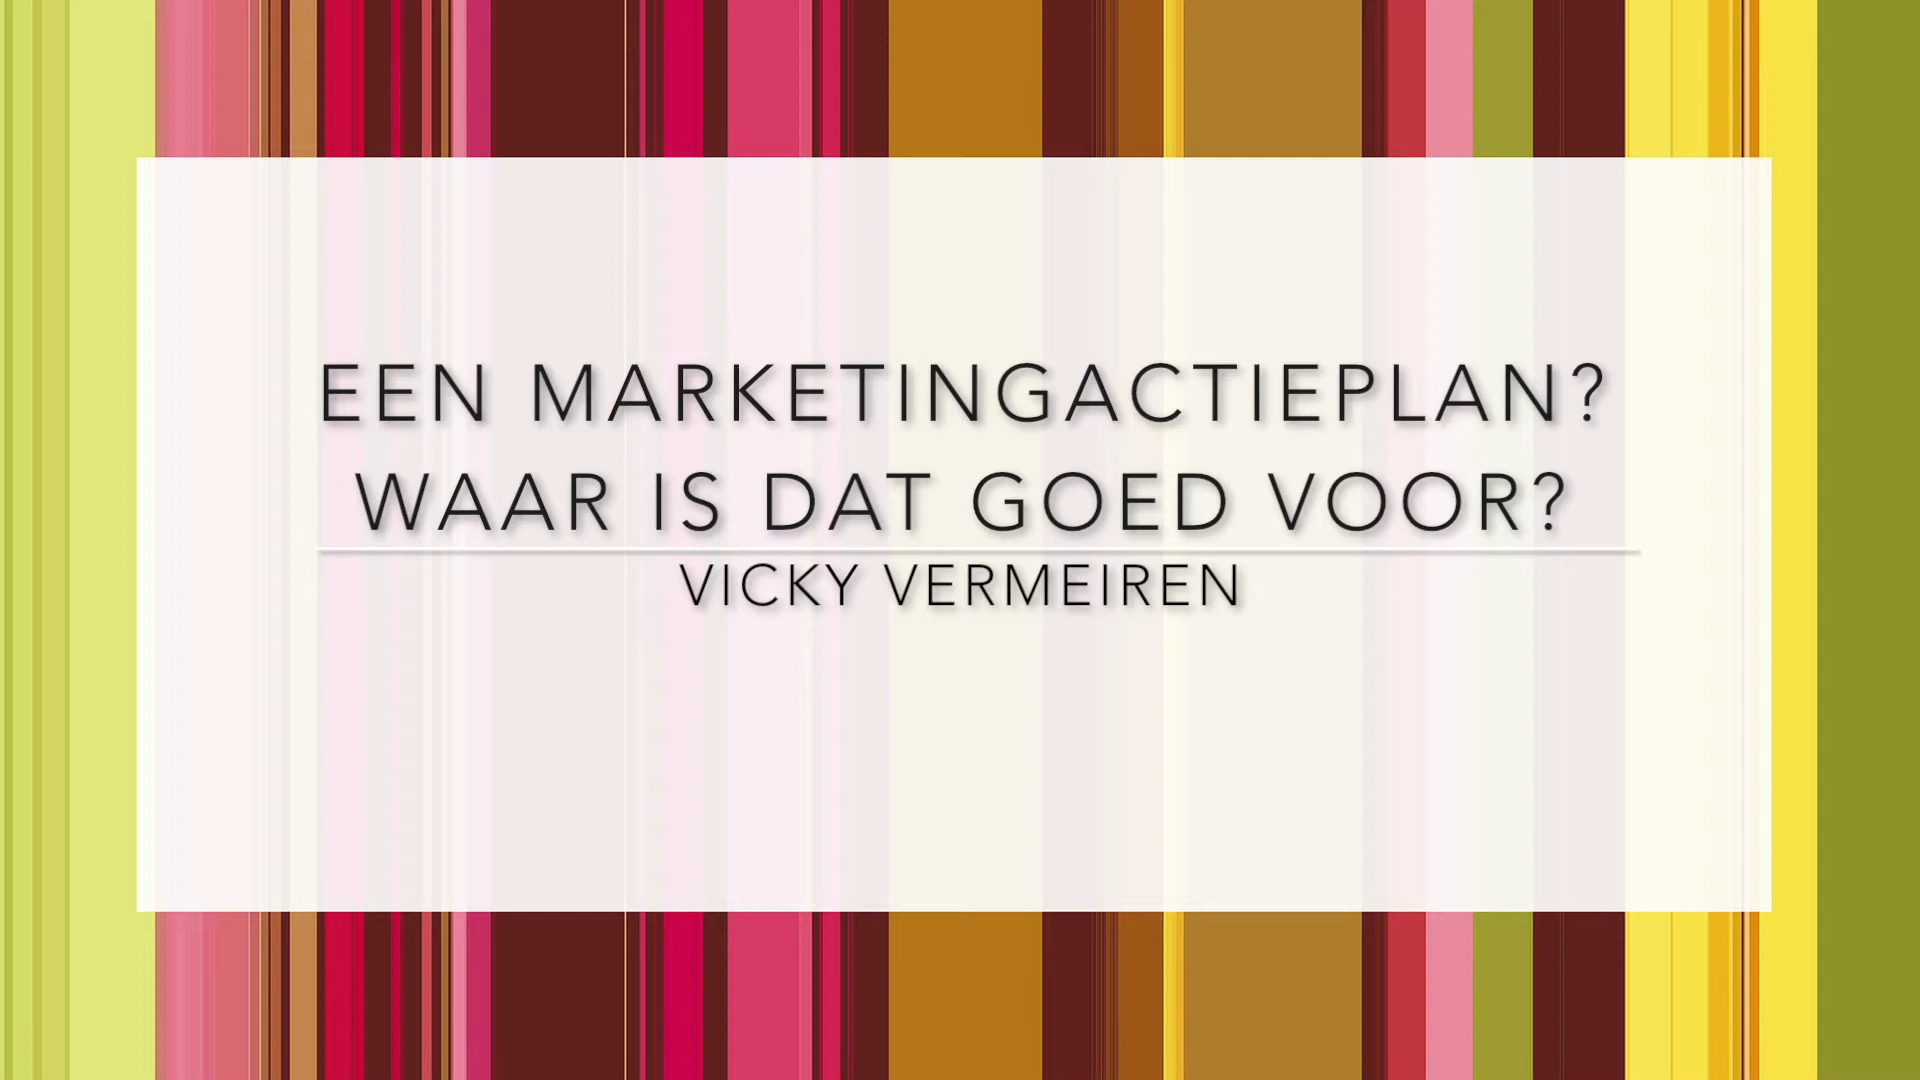 EEN MARKETINGACTIEPLAN?
WAAR IS DAT GOED VOOR?
VICKY VERMEIREN